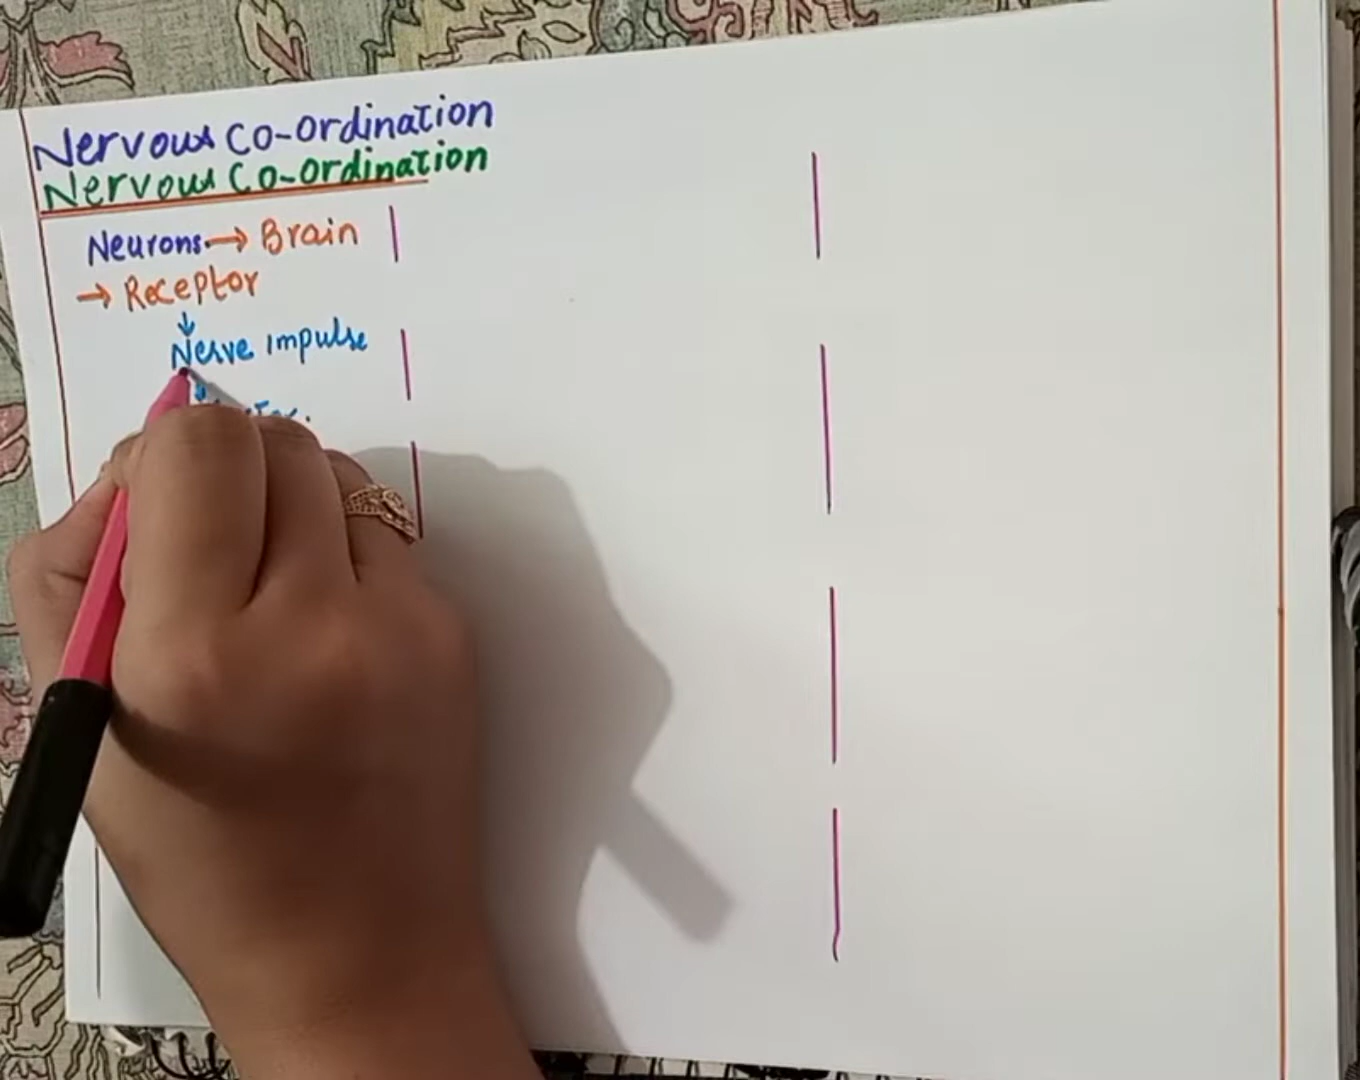 Nervous Co-ordination
Nervous Co-ordination
Neurons → Brain
→ Receptor
↓
Nerve impulse
↓